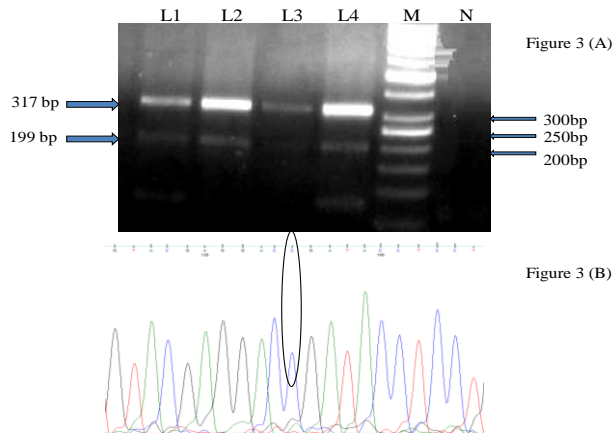 L1 L2 L3 L4 M N
Figure 3 (A)
317 bp
300bp
199 bp
250bp
200bp
Figure 3 (B)